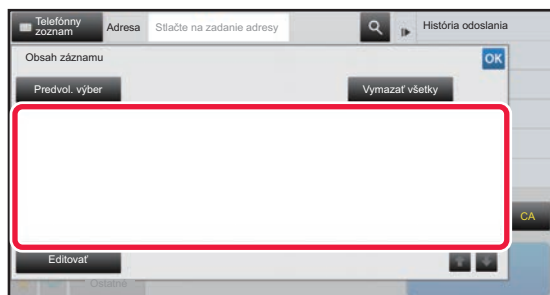 Telefónny
zoznam
Adresa
Stlačte na zadanie adresy
História odoslania
Obsah záznamu
OK
Predvol. výber
Vymazať všetky
CA
Editovať
Ostatné